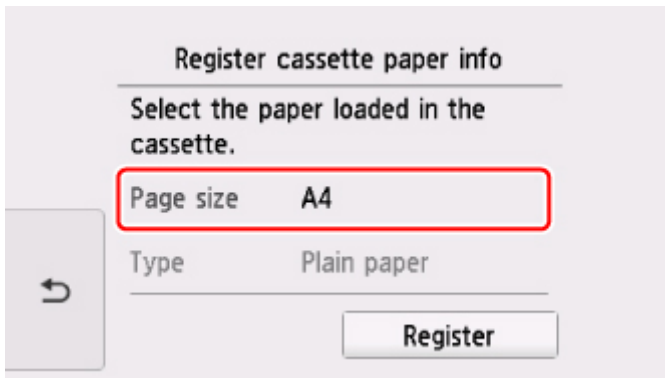 Register cassette paper info
Select the paper loaded in the
cassette.
Page size A4
Type Plain paper
Register